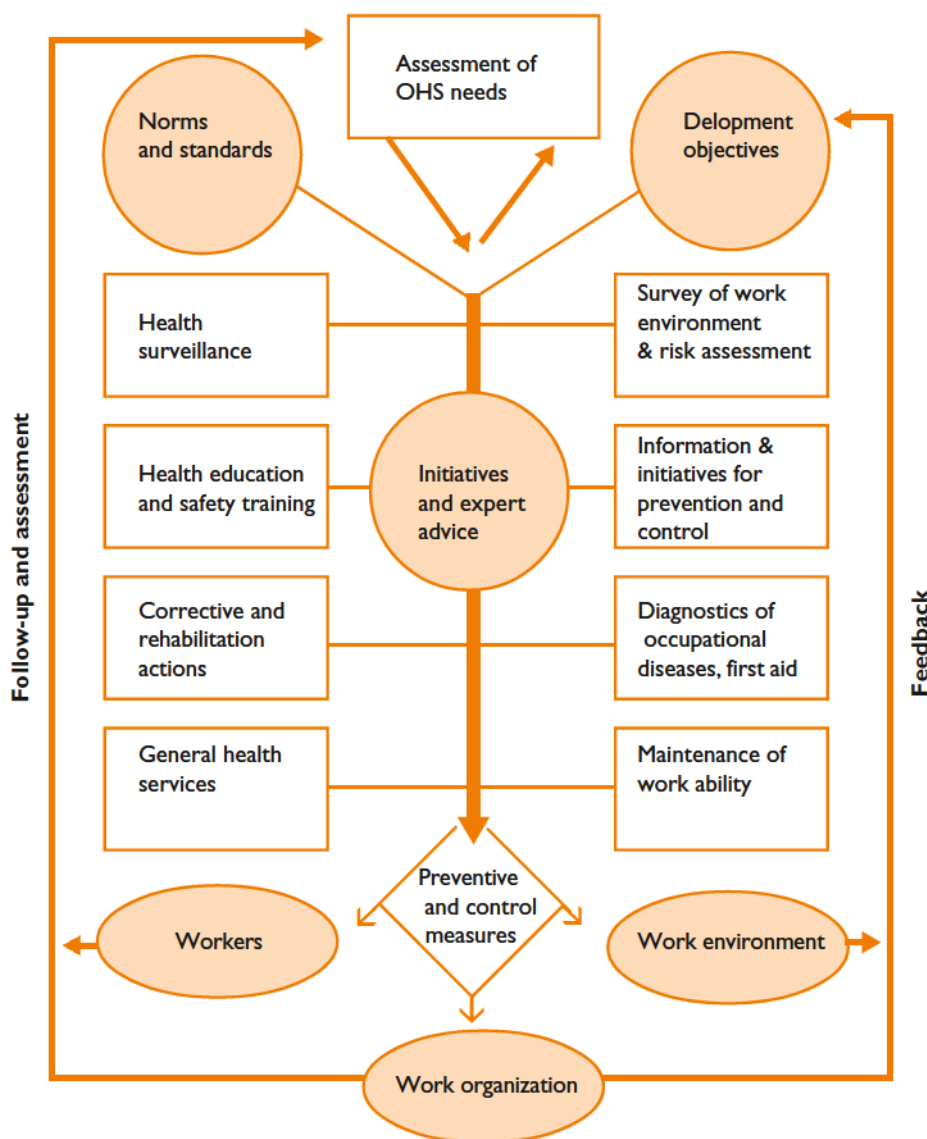 Assessment of
OHS needs
Norms
and standards
Delopment
objectives
Health
surveillance
Survey of work
environment
& risk assessment
Health education
and safety training
Initiatives
and expert
advice
Information &
initiatives for
prevention and
control
Corrective and
rehabilitation
actions
Diagnostics of
occupational
diseases, first aid
General health
services
Maintenance of
work ability
Preventive
and control
measures
Workers
Work environment
Work organization
Follow-up and assessment
Feedback